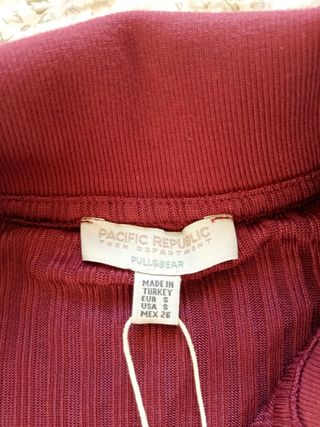 PACIFIC REPUBLIC
TEEN DEPARTMENT
PULL&BEAR
MADE IN
TURKEY
EUR S
USA S
MEX 26